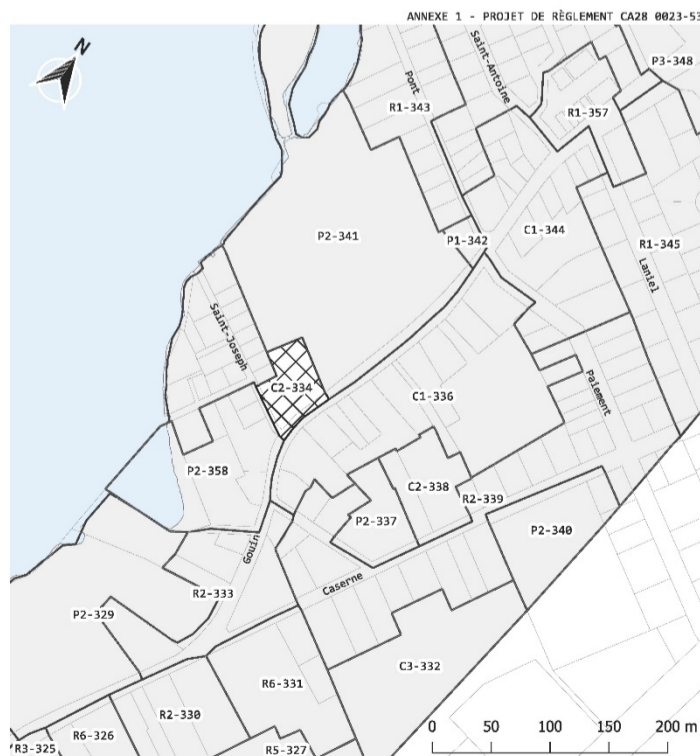 ANNEXE 1 - PROJET DE RÈGLEMENT CA28 0023-53
N
P3-348
Saint-Antoine
Pont
R1-343
R1-357
P2-341
P1-342
C1-344
R1-345
Laniel
Saint-Joseph
C2-334
C1-336
Paiement
P2-358
C2-338
R2-339
P2-337
P2-340
Gouin
Caserne
R2-333
P2-329
C3-332
R6-331
R2-330
R6-326
R3-325
R5-327
0 50 100 150 200 m